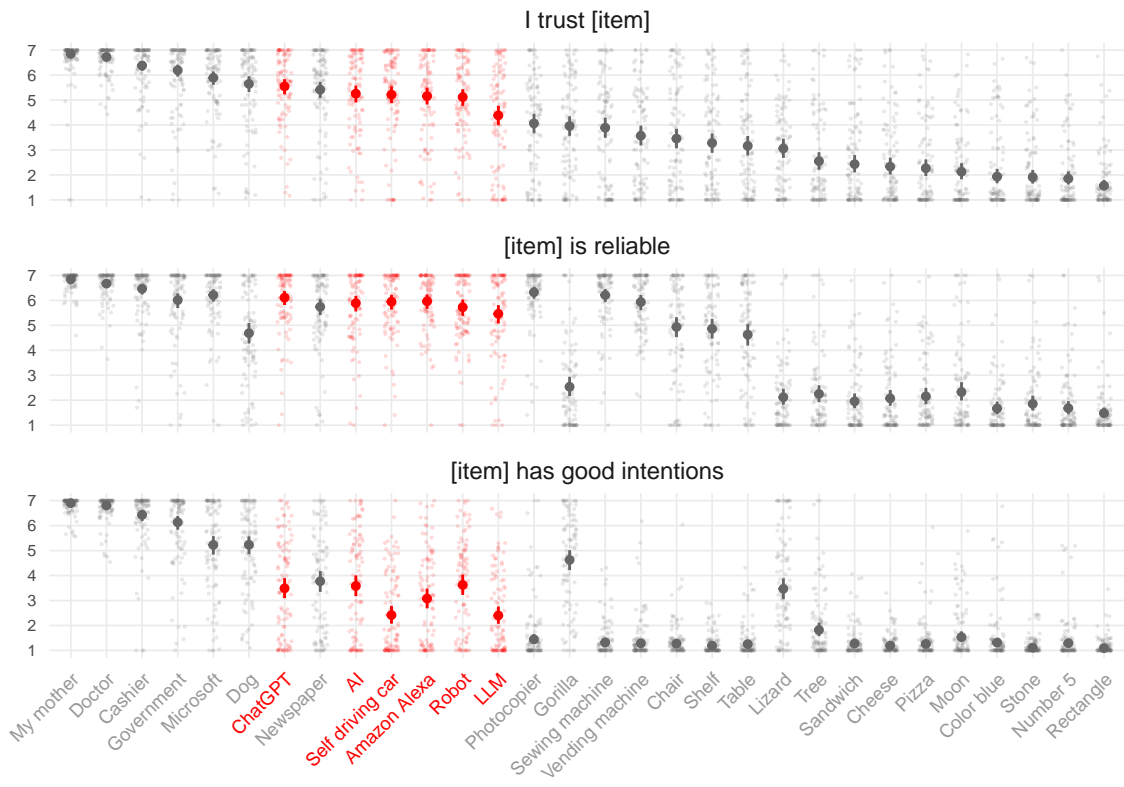 I trust [item]
7
6
5
4
3
2
1
[item] is reliable
7
6
5
4
3
2
1
[item] has good intentions
7
6
5
4
3
2
1
My mother
Doctor
Cashier
Government
Microsoft
Dog
ChatGPT
Newspaper
AI
Self driving car
Amazon Alexa
Robot
LLM
Photocopier
Gorilla
Sewing machine
Vending machine
Chair
Shelf
Table
Lizard
Tree
Sandwich
Cheese
Pizza
Moon
Color blue
Stone
Number 5
Rectangle